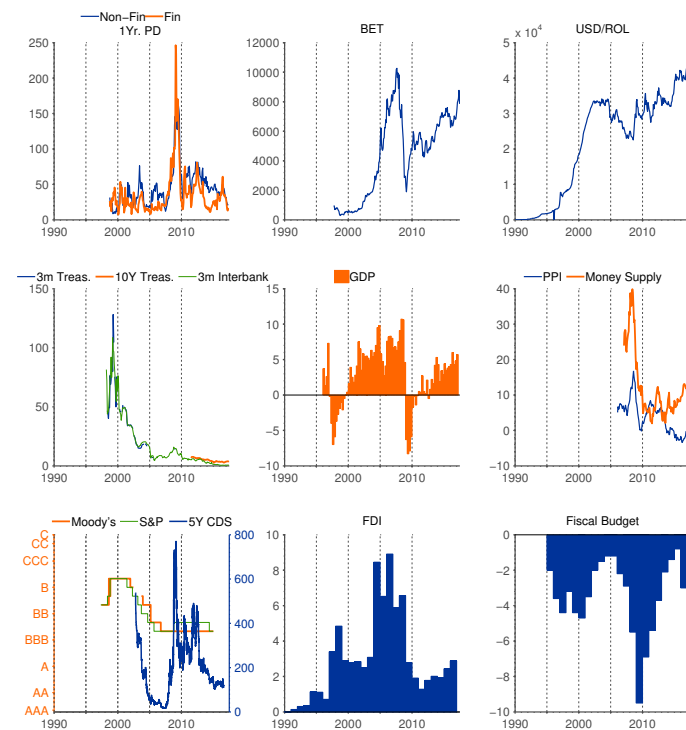 Non-Fin Fin
1Yr. PD
250
200
150
100
50
0
1990 2000 2010
BET
12000
10000
8000
6000
4000
2000
0
1990 2000 2010
USD/ROL
x 10^4
5
4
3
2
1
0
1990 2000 2010
3m Treas. 10Y Treas. 3m Interbank
150
100
50
0
1990 2000 2010
GDP
15
10
5
0
−5
−10
1990 2000 2010
PPI Money Supply
40
30
20
10
0
−10
1990 2000 2010
Moody's S&P 5Y CDS
C
CC
CCC
B
BB
BBB
A
AA
AAA
800
600
400
200
0
1990 2000 2010
FDI
10
8
6
4
2
0
1990 2000 2010
Fiscal Budget
0
−2
−4
−6
−8
−10
1990 2000 2010